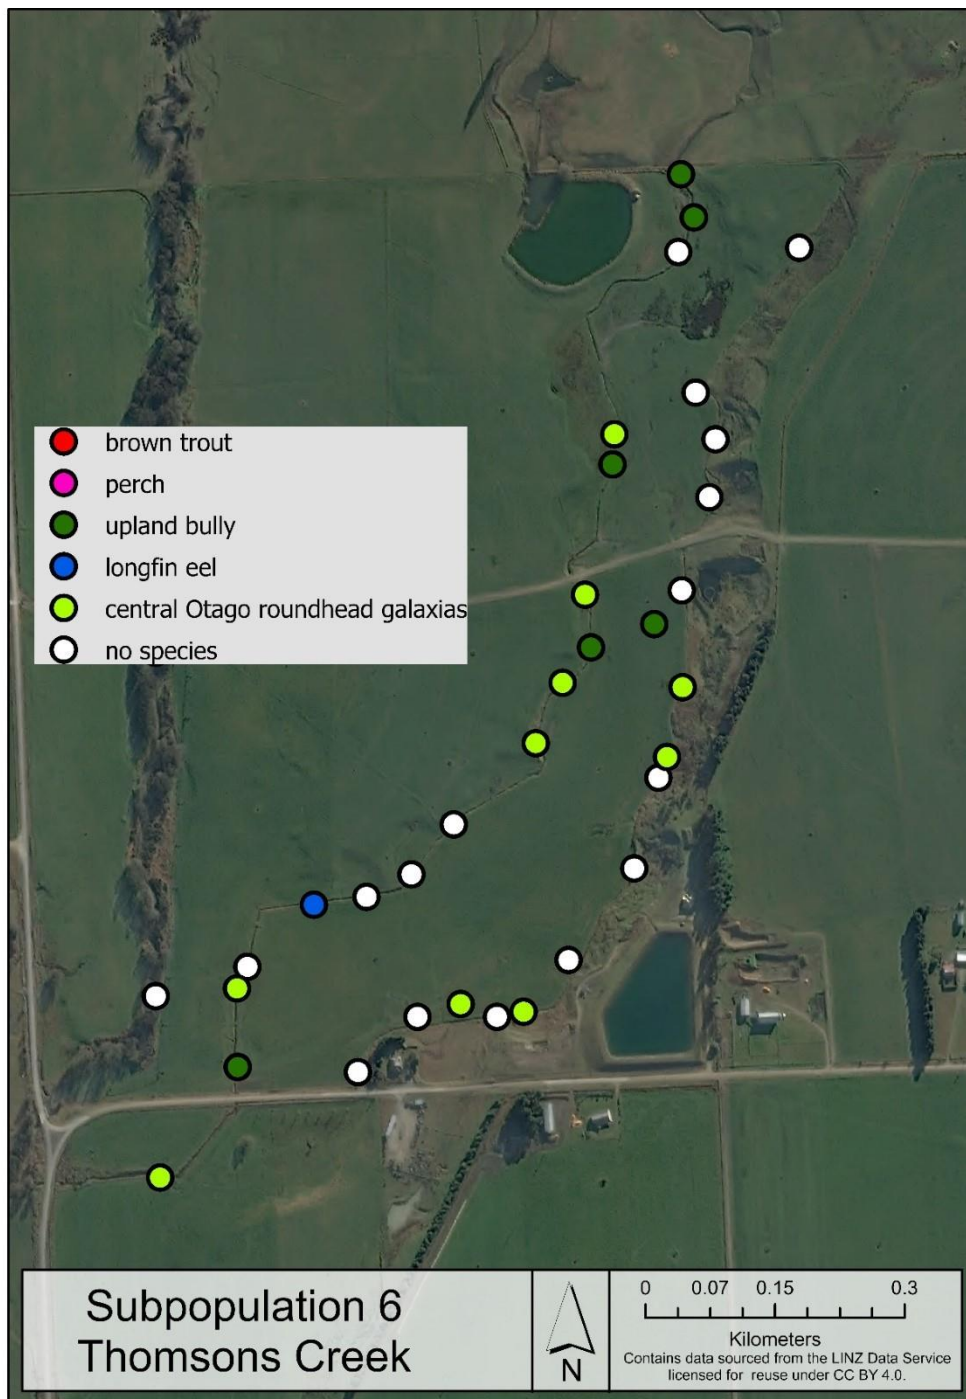 brown trout
perch
upland bully
longfin eel
central Otago roundhead galaxias
no species
Subpopulation 6
Thomsons Creek
N
0 0.07 0.15 0.3
Kilometers
Contains data sourced from the LINZ Data Service
licensed for reuse under CC BY 4.0.